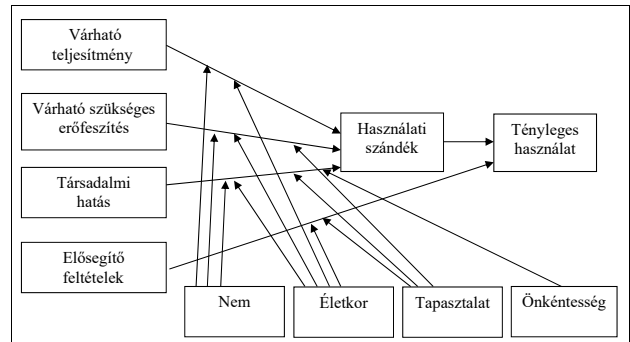 Várható
teljesítmény
Várható szükséges
erőfeszítés
Társadalmi
hatás
Elősegítő
feltételek
Használati
szándék
Tényleges
használat
Nem
Életkor
Tapasztalat
Önkéntesség